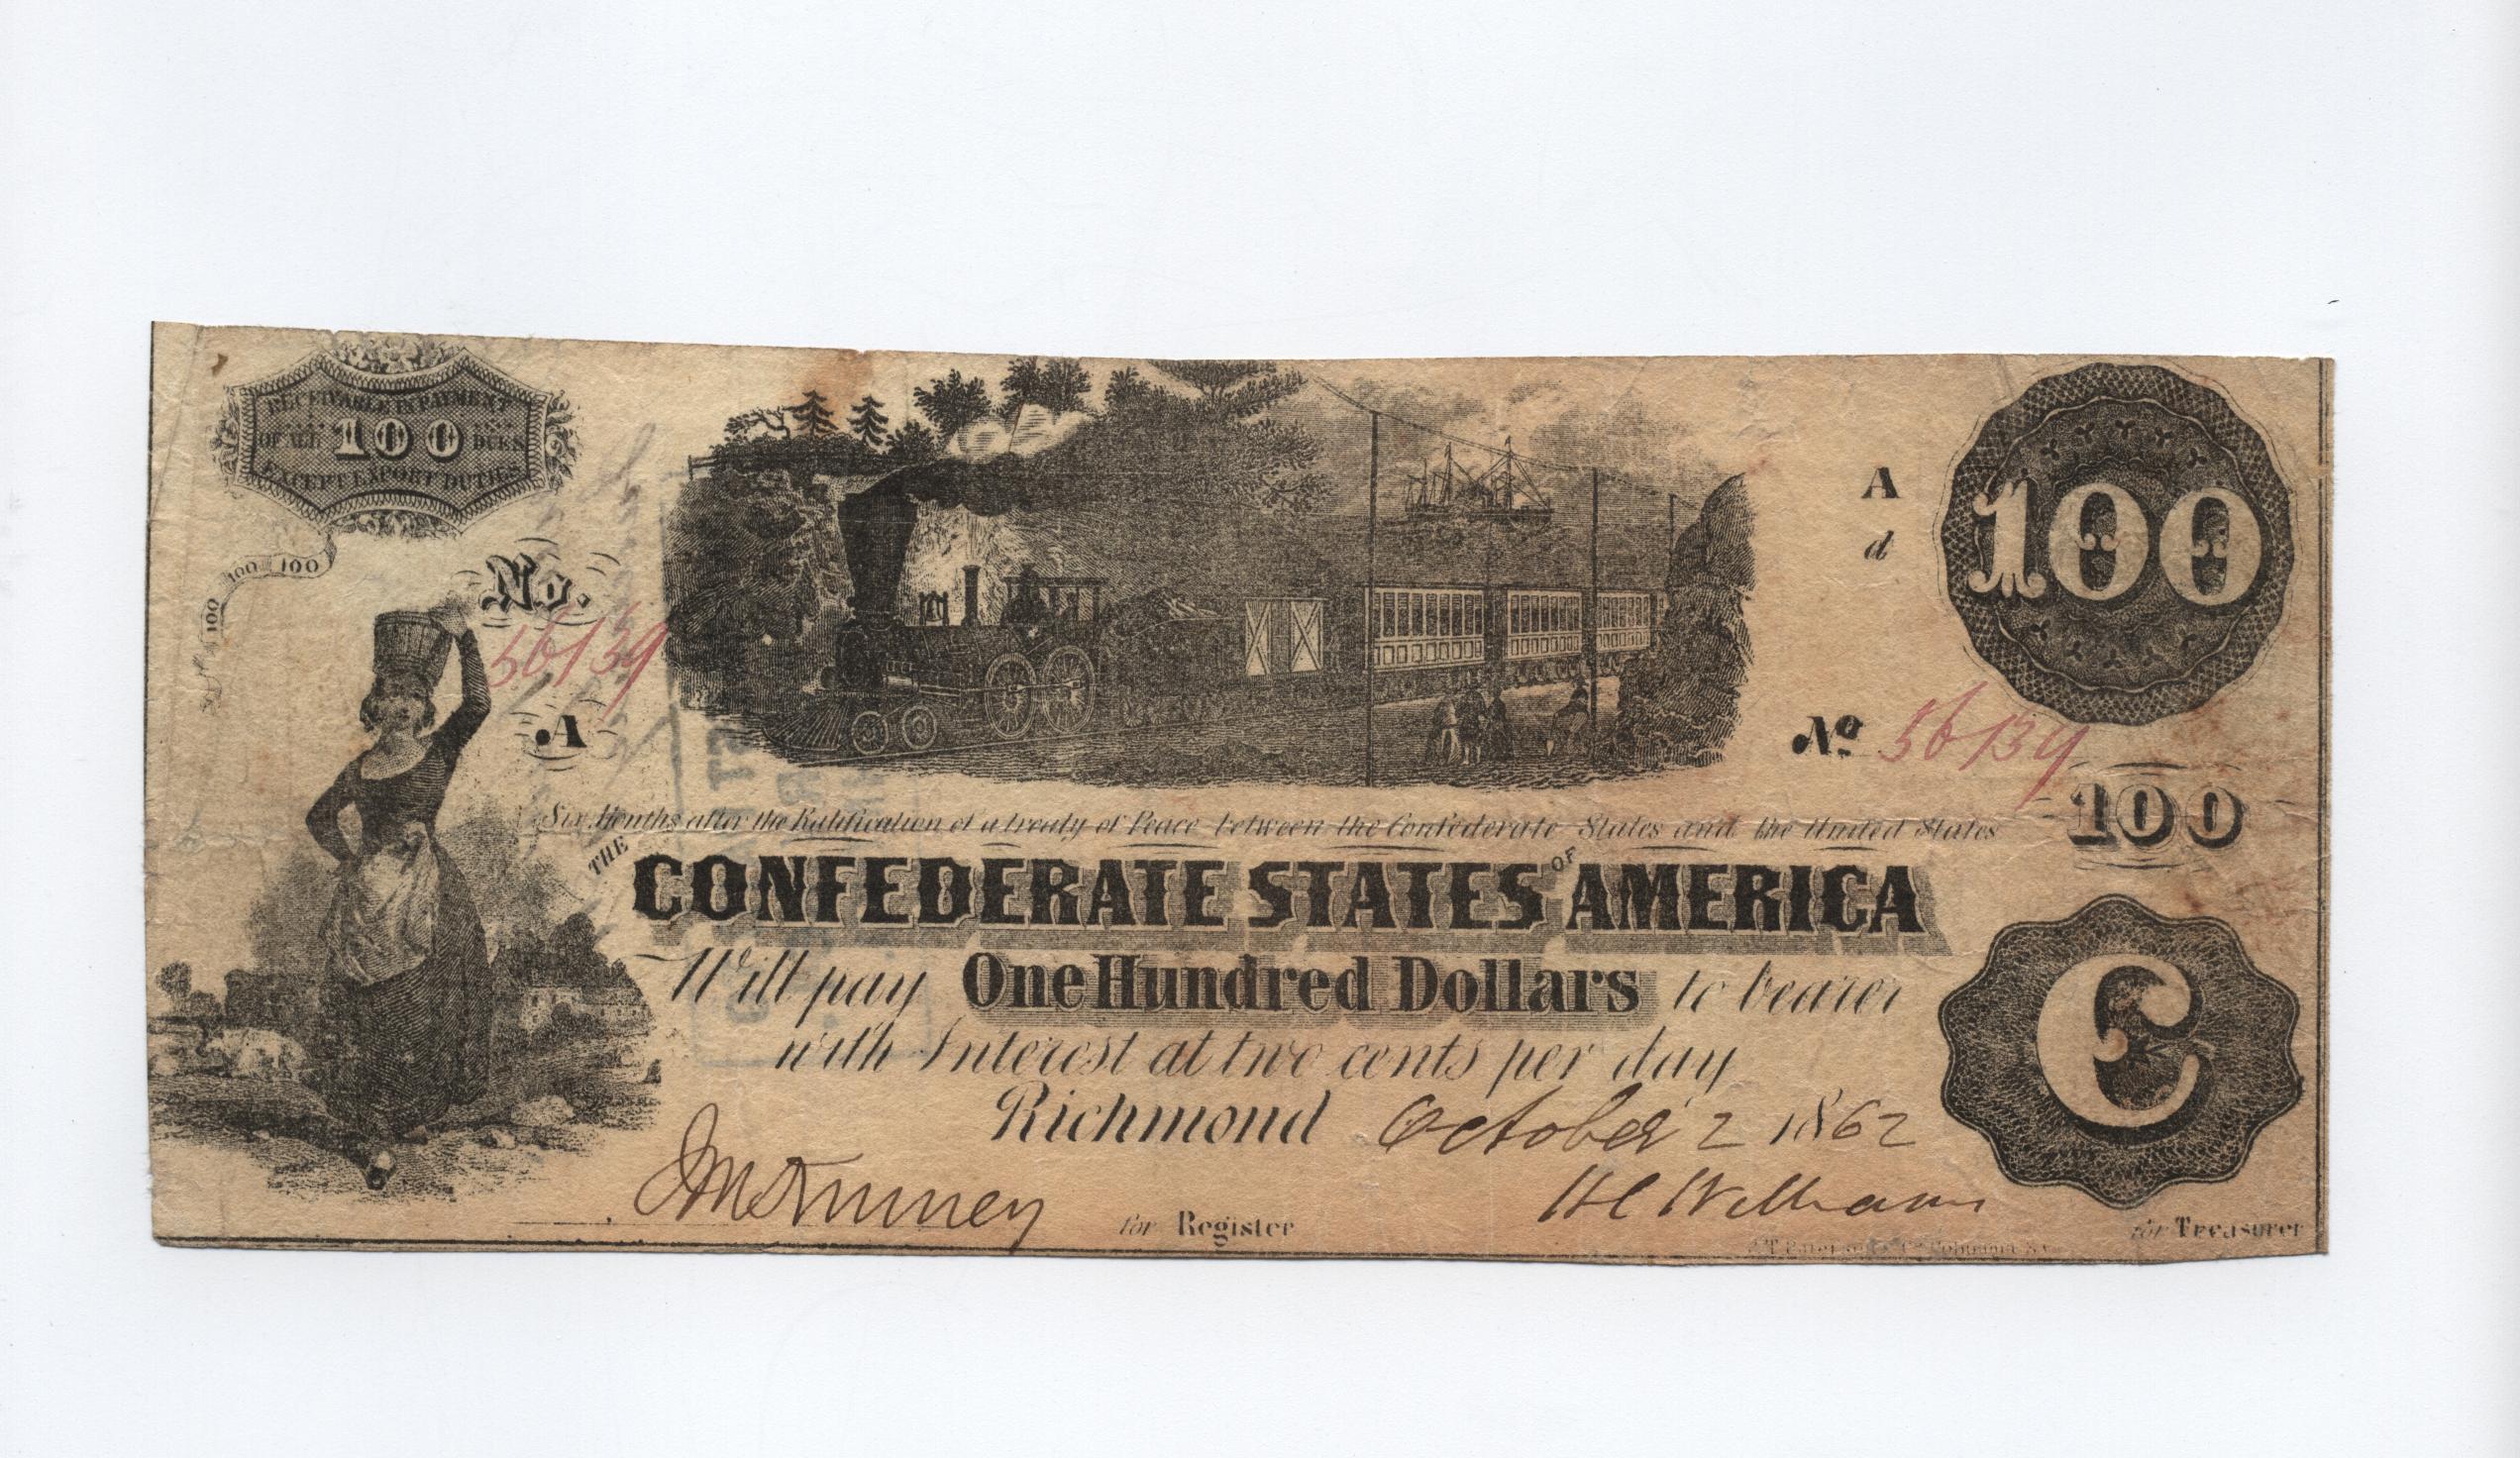 RECEIVABLE IN PAYMENT
OF ALL 100 DUES
EXCEPT EXPORT DUTIES
100 100 100
No.
56139
A
A
d
100
No 56139
100
Six Months after the Ratification of a treaty of Peace between the Confederate States and the United States
THE CONFEDERATE STATES OF AMERICA
Will pay One Hundred Dollars to bearer
with Interest at two cents per day
C
Richmond October 2 1862
J McKinney for Register
H C Williams for Treasurer